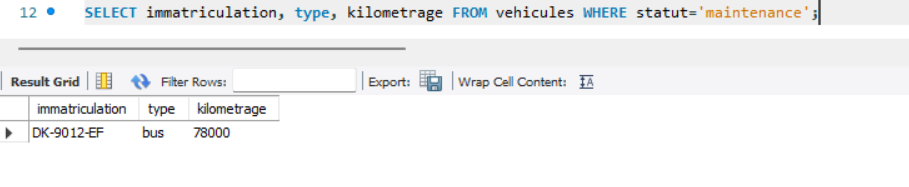 12 SELECT immatriculation, type, kilometrage FROM vehicules WHERE statut='maintenance';
Result Grid Filter Rows: Export: Wrap Cell Content: IA
immatriculation type kilometrage
DK-9012-EF bus 78000